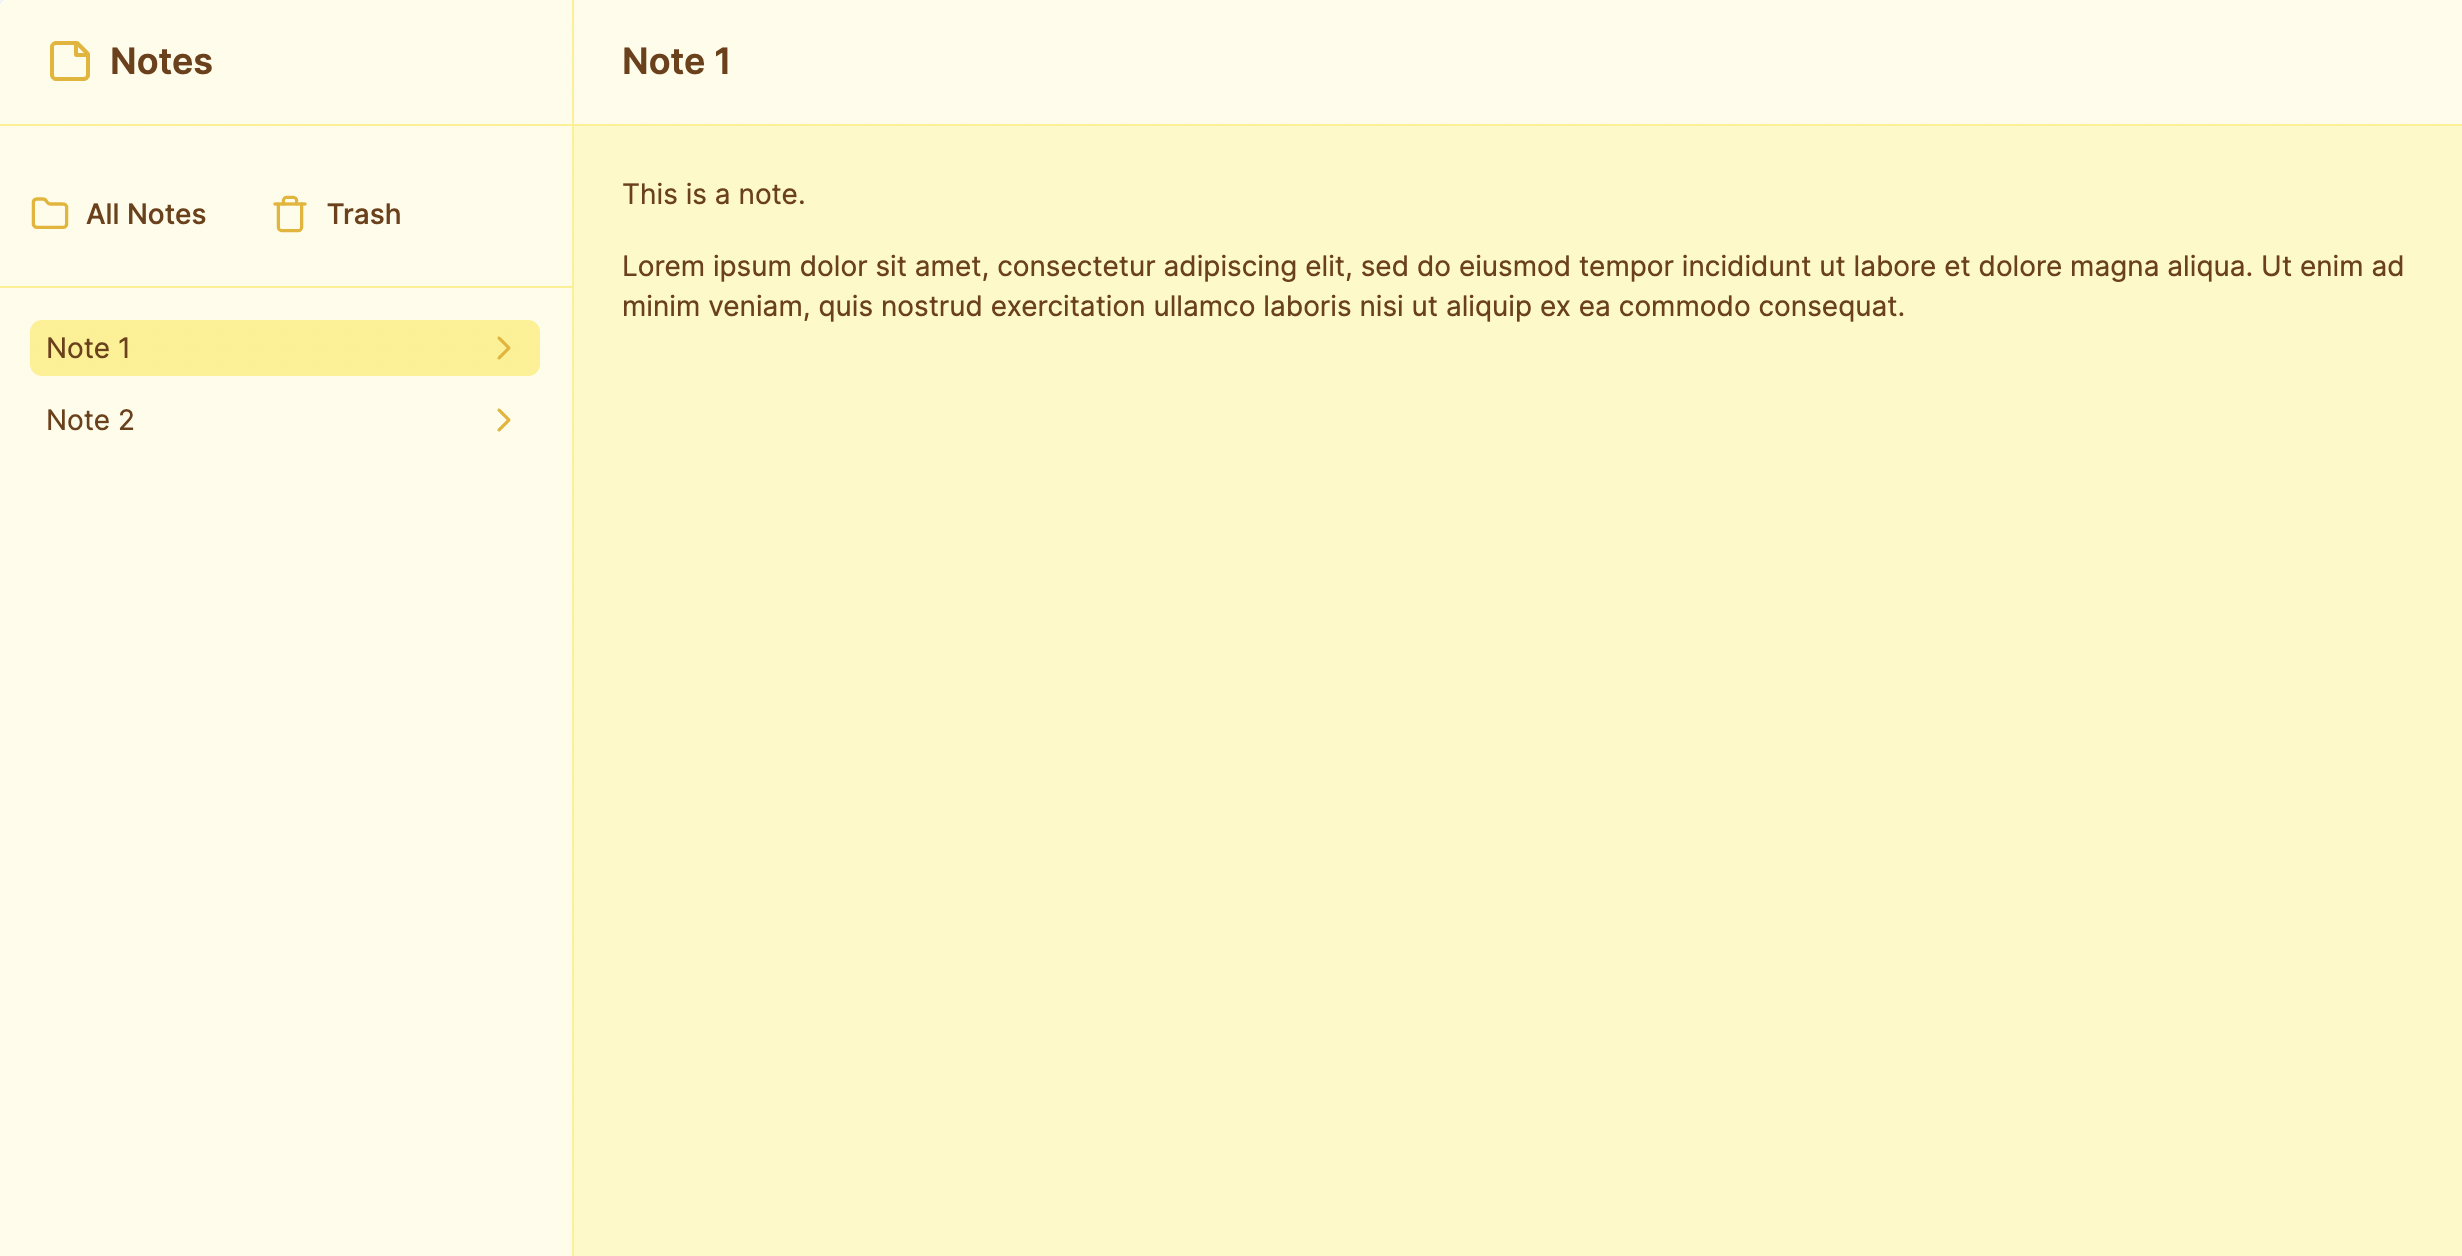 Notes
All Notes
Trash
Note 1
Note 2
Note 1
This is a note.
Lorem ipsum dolor sit amet, consectetur adipiscing elit, sed do eiusmod tempor incididunt ut labore et dolore magna aliqua. Ut enim ad
minim veniam, quis nostrud exercitation ullamco laboris nisi ut aliquip ex ea commodo consequat.